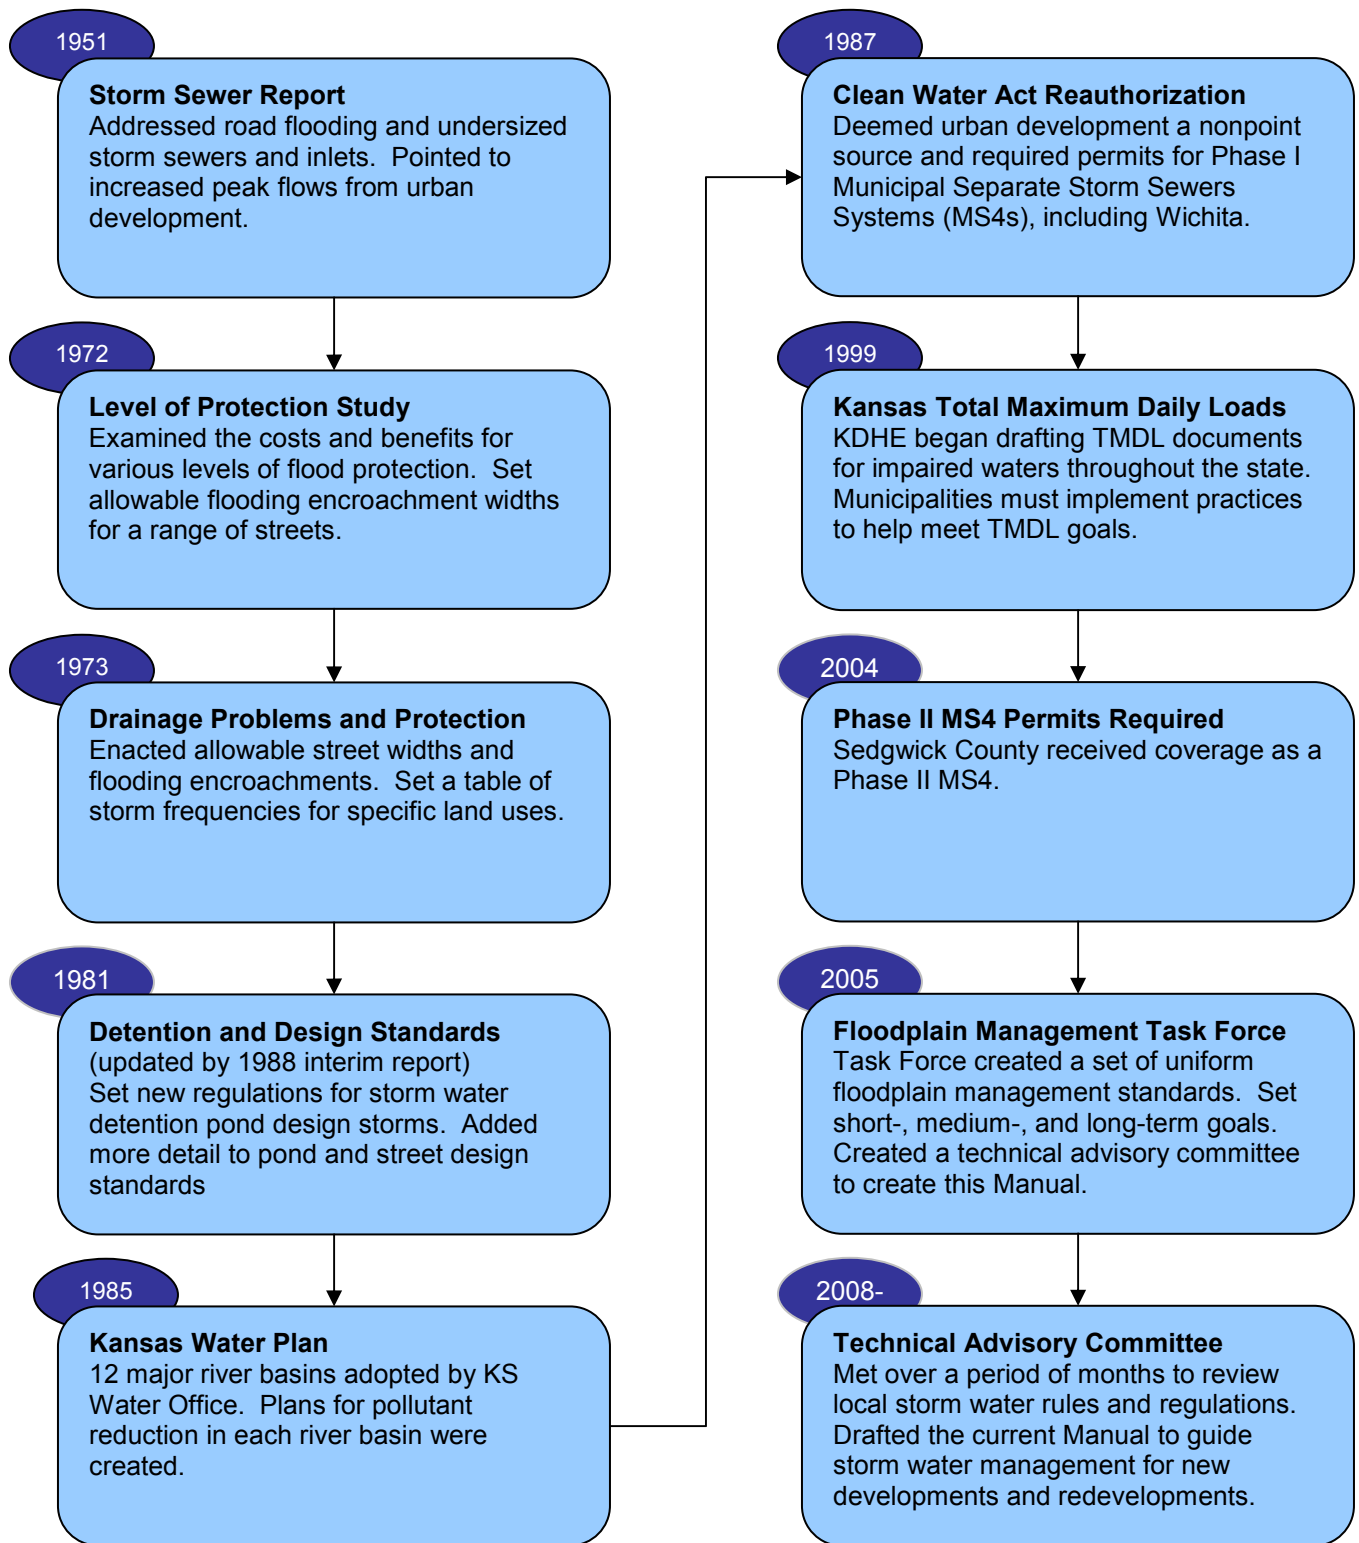 1951
Storm Sewer Report
Addressed road flooding and undersized
storm sewers and inlets.  Pointed to
increased peak flows from urban
development.
1972
Level of Protection Study
Examined the costs and benefits for
various levels of flood protection.  Set
allowable flooding encroachment widths
for a range of streets.
1973
Drainage Problems and Protection
Enacted allowable street widths and
flooding encroachments.  Set a table of
storm frequencies for specific land uses.
1981
Detention and Design Standards
(updated by 1988 interim report)
Set new regulations for storm water
detention pond design storms.  Added
more detail to pond and street design
standards
1985
Kansas Water Plan
12 major river basins adopted by KS
Water Office.  Plans for pollutant
reduction in each river basin were
created.
1987
Clean Water Act Reauthorization
Deemed urban development a nonpoint
source and required permits for Phase I
Municipal Separate Storm Sewers
Systems (MS4s), including Wichita.
1999
Kansas Total Maximum Daily Loads
KDHE began drafting TMDL documents
for impaired waters throughout the state.
Municipalities must implement practices
to help meet TMDL goals.
2004
Phase II MS4 Permits Required
Sedgwick County received coverage as a
Phase II MS4.
2005
Floodplain Management Task Force
Task Force created a set of uniform
floodplain management standards.  Set
short-, medium-, and long-term goals.
Created a technical advisory committee
to create this Manual.
2008-
Technical Advisory Committee
Met over a period of months to review
local storm water rules and regulations.
Drafted the current Manual to guide
storm water management for new
developments and redevelopments.